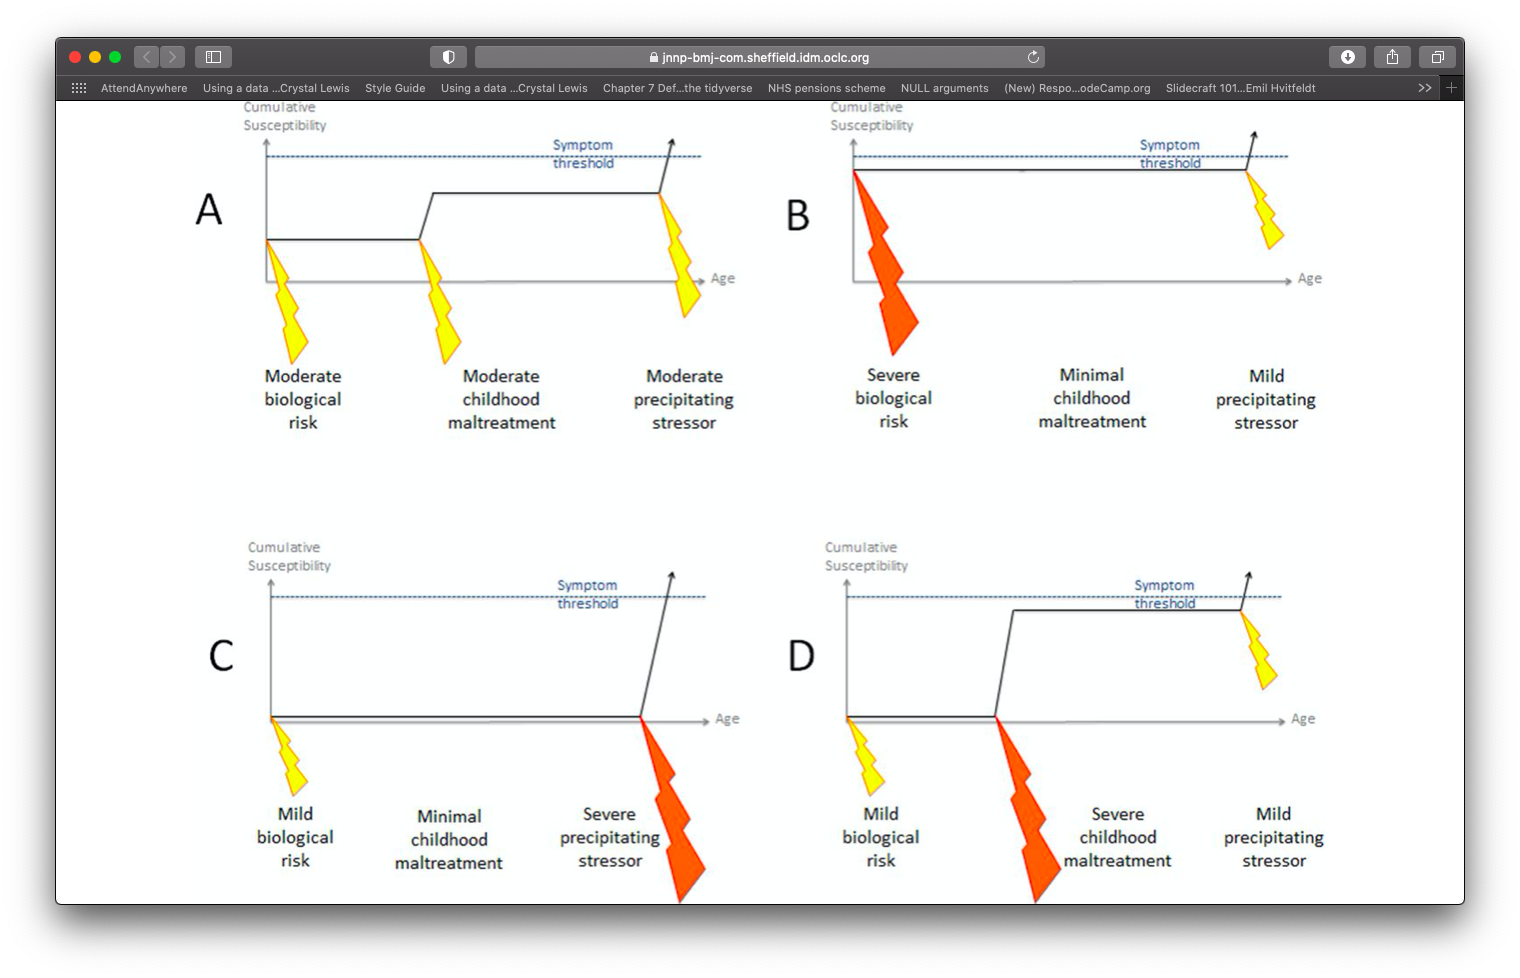 jnnp-bmj-com.sheffield.idm.oclc.org
AttendAnywhere
Using a data ...Crystal Lewis
Style Guide
Using a data ...Crystal Lewis
Chapter 7 Def...the tidyverse
NHS pensions scheme
NULL arguments
(New) Respo...odeCamp.org
Slidecraft 101...Emil Hvitfeldt
Cumulative
Susceptibility
Symptom
threshold
A
Age
Moderate
biological
risk
Moderate
childhood
maltreatment
Moderate
precipitating
stressor
Cumulative
Susceptibility
Symptom
threshold
B
Age
Severe
biological
risk
Minimal
childhood
maltreatment
Mild
precipitating
stressor
Cumulative
Susceptibility
Symptom
threshold
C
Age
Mild
biological
risk
Minimal
childhood
maltreatment
Severe
precipitating
stressor
Cumulative
Susceptibility
Symptom
threshold
D
Age
Mild
biological
risk
Severe
childhood
maltreatment
Mild
precipitating
stressor